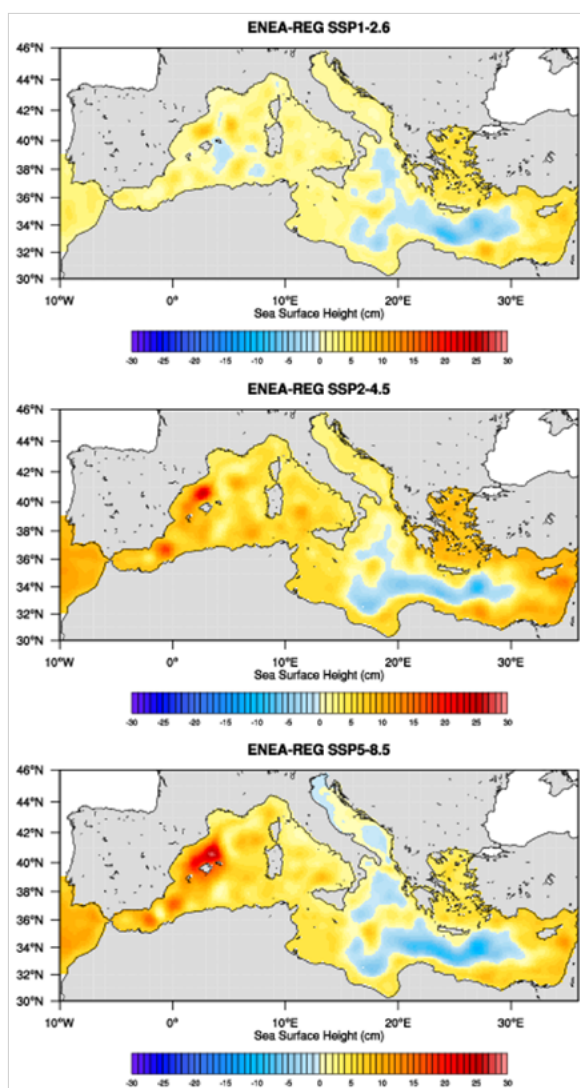 ENEA-REG SSP1-2.6
46°N
44°N
42°N
40°N
38°N
36°N
34°N
32°N
30°N
10°W 0° 10°E 20°E 30°E
Sea Surface Height (cm)
-30 -25 -20 -15 -10 -5 0 5 10 15 20 25 30
ENEA-REG SSP2-4.5
46°N
44°N
42°N
40°N
38°N
36°N
34°N
32°N
30°N
10°W 0° 10°E 20°E 30°E
Sea Surface Height (cm)
-30 -25 -20 -15 -10 -5 0 5 10 15 20 25 30
ENEA-REG SSP5-8.5
46°N
44°N
42°N
40°N
38°N
36°N
34°N
32°N
30°N
10°W 0° 10°E 20°E 30°E
Sea Surface Height (cm)
-30 -25 -20 -15 -10 -5 0 5 10 15 20 25 30